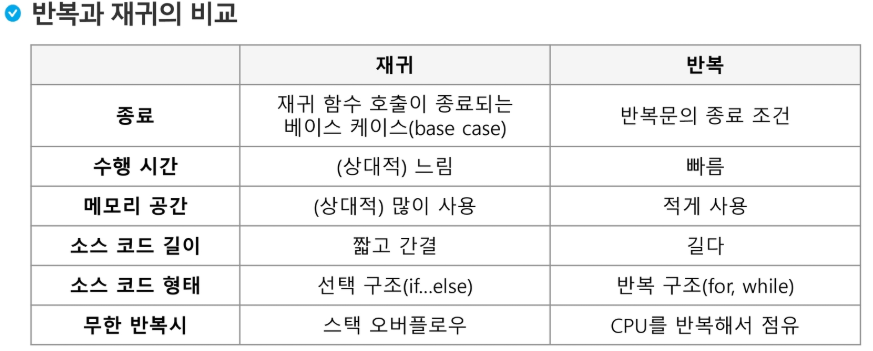 반복과 재귀의 비교
재귀 반복
종료 재귀 함수 호출이 종료되는 베이스 케이스(base case) 반복문의 종료 조건
수행 시간 (상대적) 느림 빠름
메모리 공간 (상대적) 많이 사용 적게 사용
소스 코드 길이 짧고 간결 길다
소스 코드 형태 선택 구조(if...else) 반복 구조(for, while)
무한 반복시 스택 오버플로우 CPU를 반복해서 점유